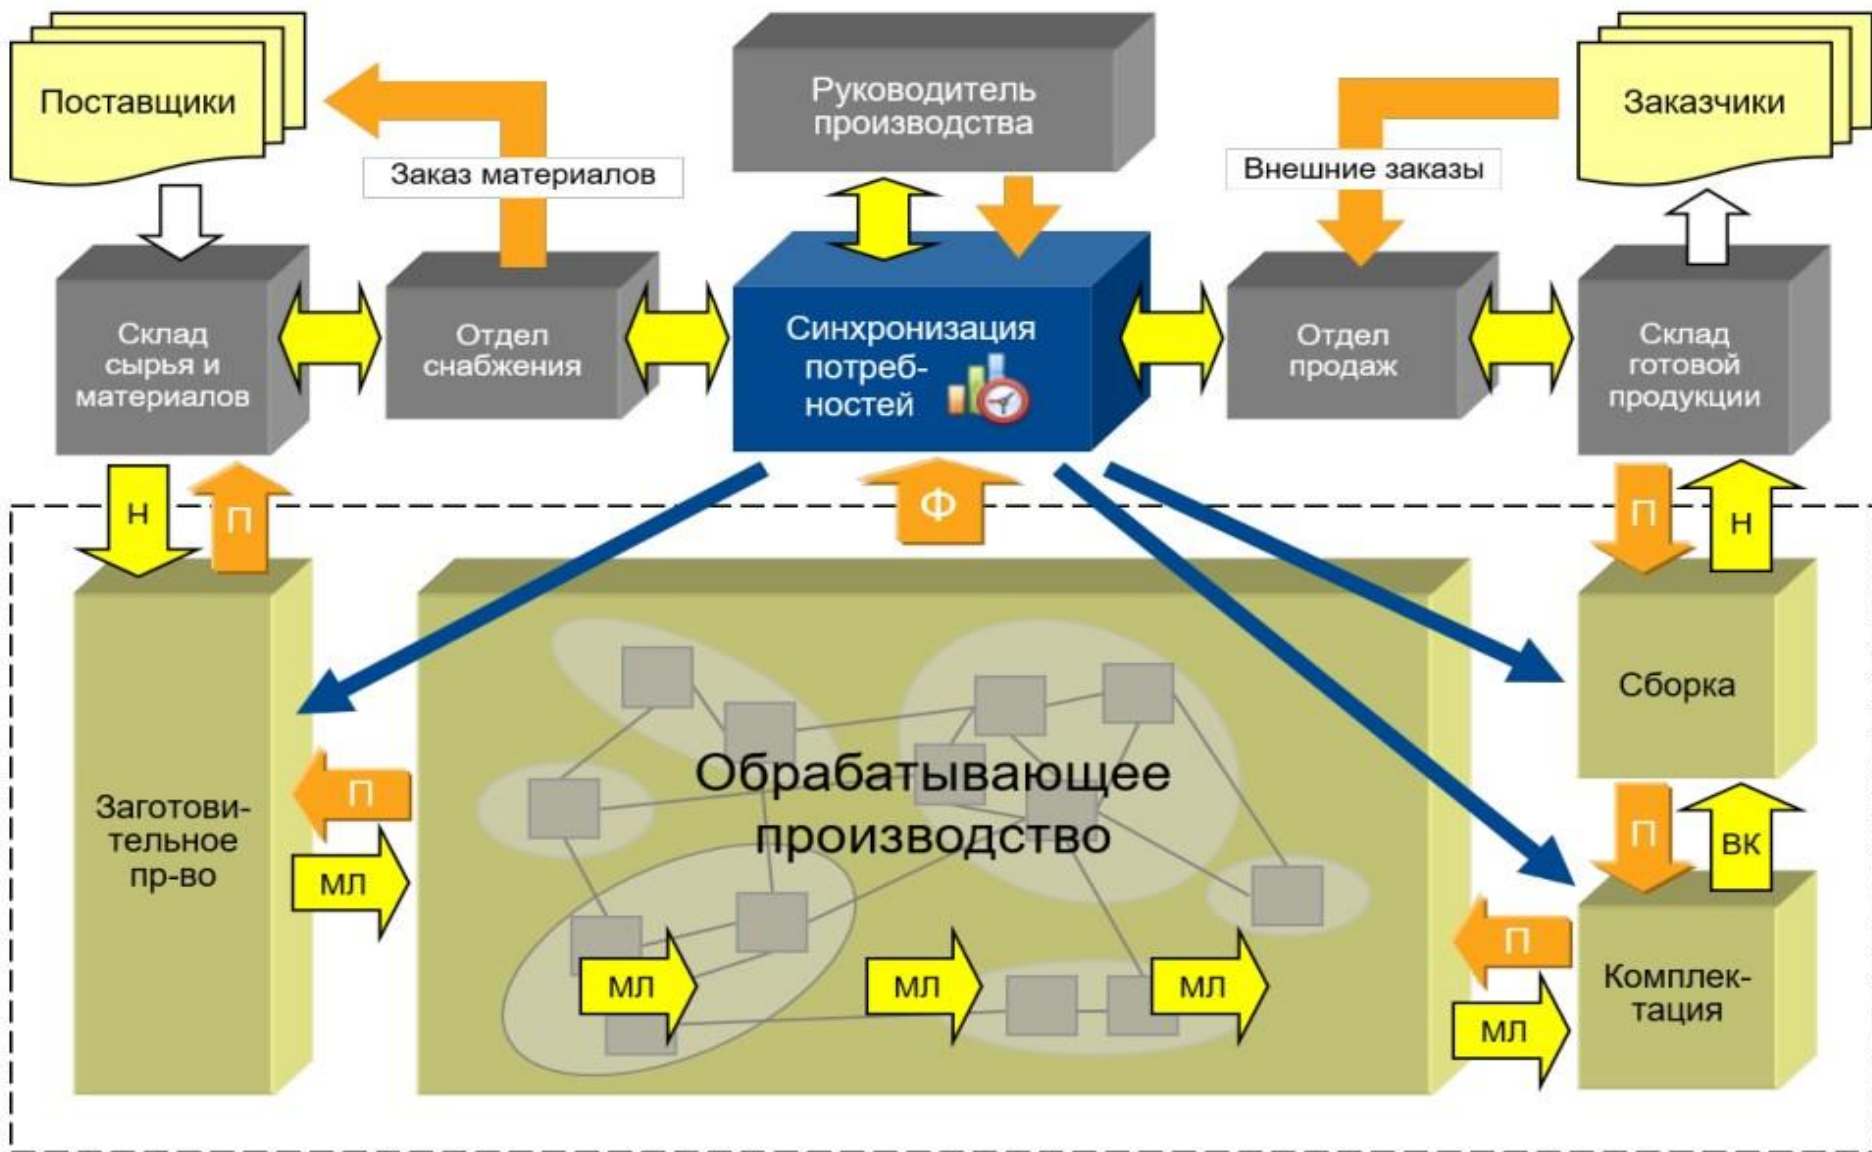 Поставщики
Заказ материалов
Руководитель
производства
Внешние заказы
Заказчики
Склад
сырья и
материалов
Отдел
снабжения
Синхронизация
потреб-
ностей
Отдел
продаж
Склад
готовой
продукции
Н
П
Ф
П
Н
Заготови-
тельное
пр-во
П
МЛ
Обрабатывающее
производство
МЛ
МЛ
МЛ
Сборка
П
ВК
П
МЛ
Комплек-
тация